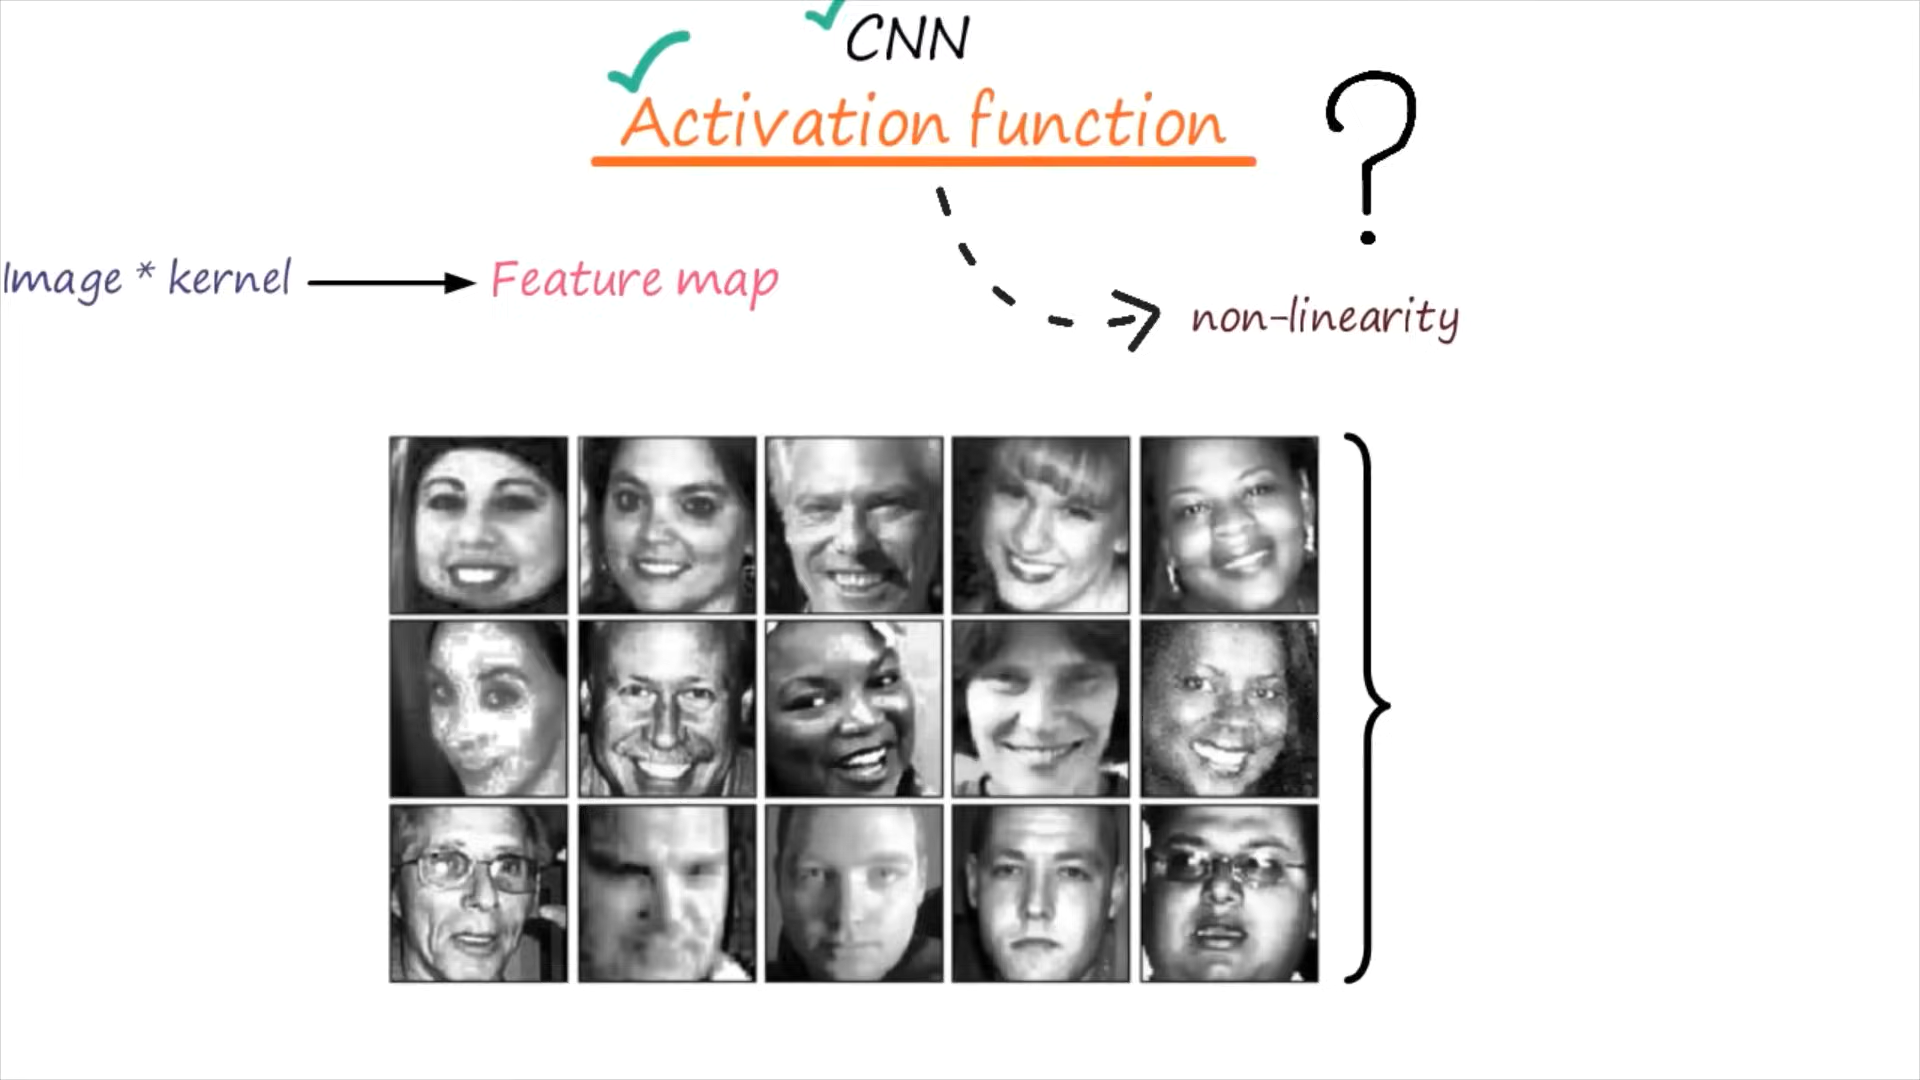 CNN
Activation function
?
Image * kernel
Feature map
non-linearity